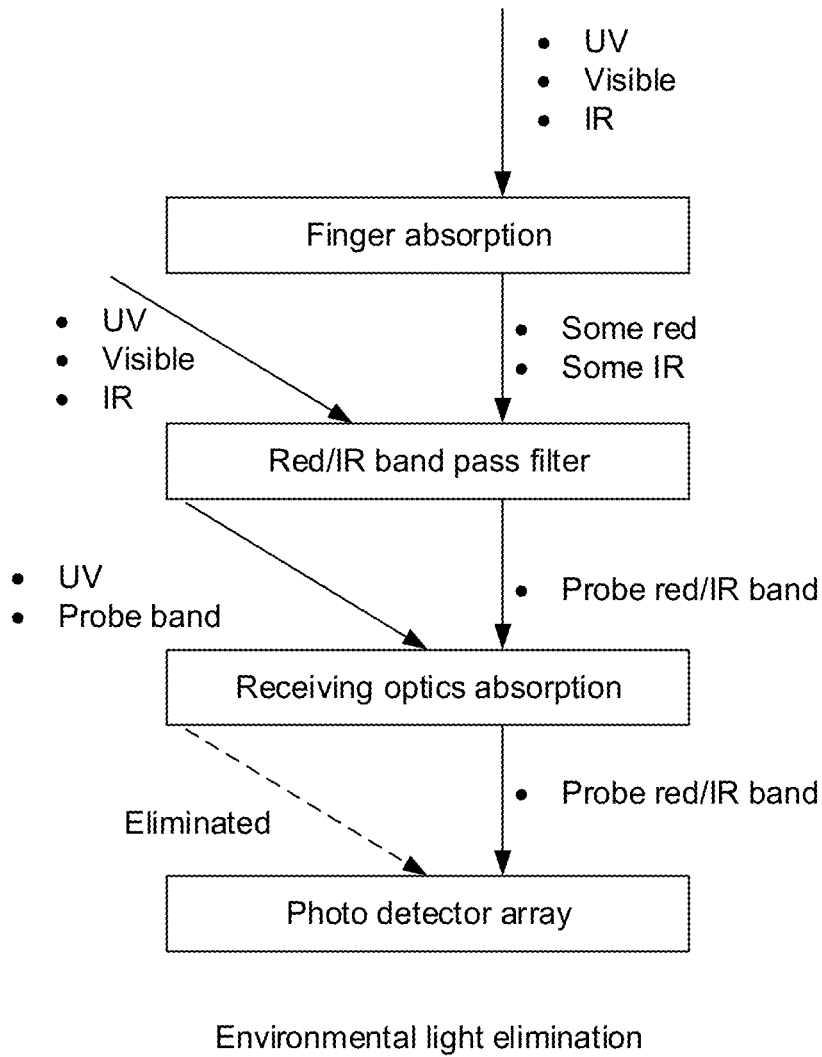 • UV
• Visible
• IR
Finger absorption
• UV
• Visible
• IR
• Some red
• Some IR
Red/IR band pass filter
• UV
• Probe band
• Probe red/IR band
Receiving optics absorption
Eliminated
• Probe red/IR band
Photo detector array
Environmental light elimination